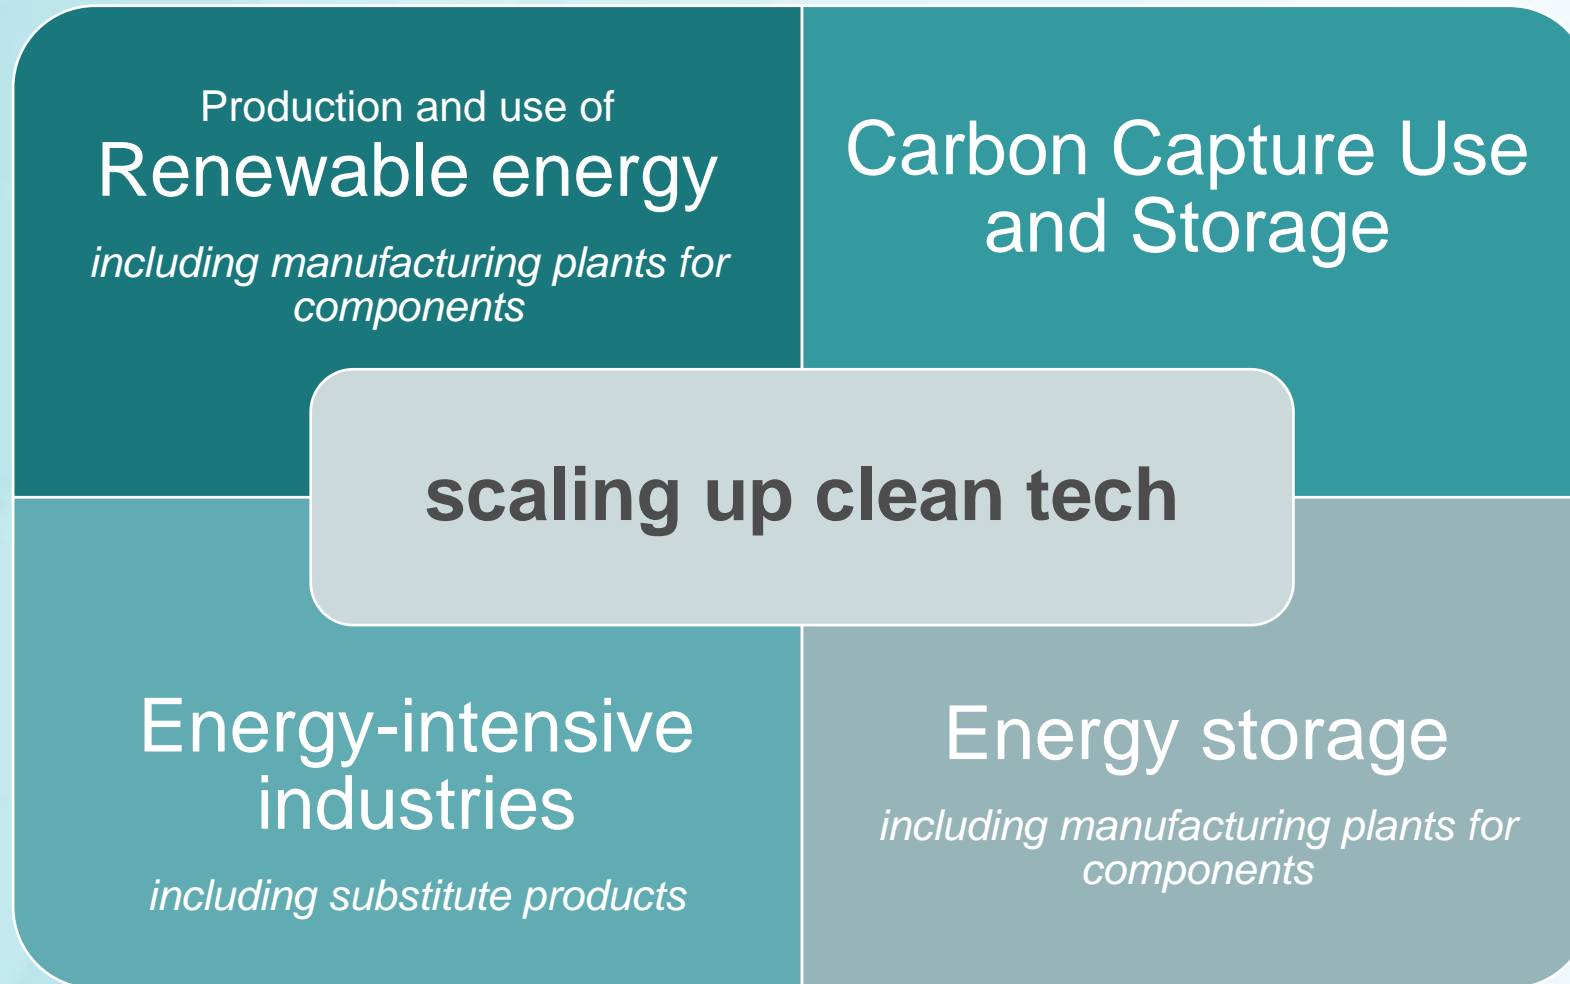 Production and use of
Renewable energy
including manufacturing plants for
components
Carbon Capture Use
and Storage
scaling up clean tech
Energy-intensive
industries
including substitute products
Energy storage
including manufacturing plants for
components